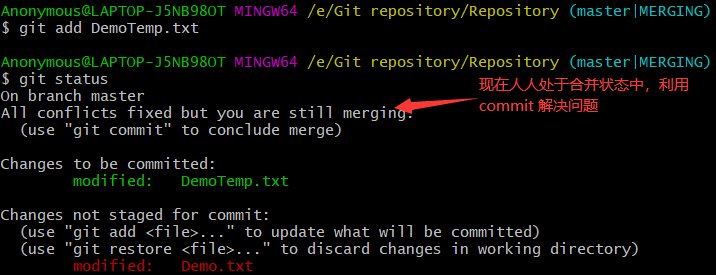 Anonymous@LAPTOP-J5NB98OT MINGW64 /e/Git repository/Repository (master|MERGING)
$ git add DemoTemp.txt
Anonymous@LAPTOP-J5NB98OT MINGW64 /e/Git repository/Repository (master|MERGING)
$ git status
On branch master
All conflicts fixed but you are still merging.
(use "git commit" to conclude merge)
现在人人处于合并状态中，利用
commit 解决问题
Changes to be committed:
modified: DemoTemp.txt
Changes not staged for commit:
(use "git add <file>..." to update what will be committed)
(use "git restore <file>..." to discard changes in working directory)
modified: Demo.txt